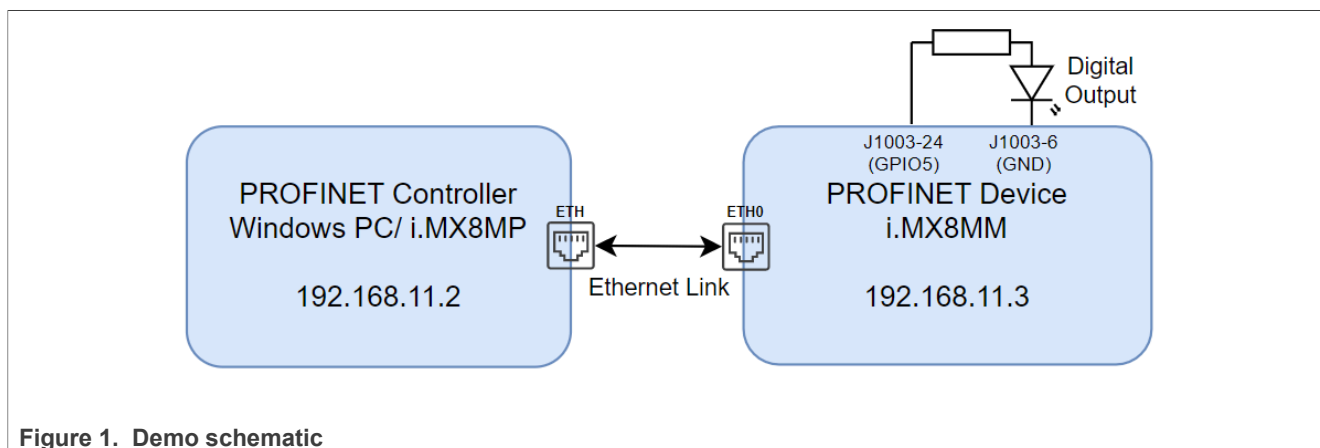 Digital
Output
J1003-24
(GPIO5)
J1003-6
(GND)
PROFINET Controller
Windows PC/ i.MX8MP
192.168.11.2
ETH
Ethernet Link
ETH0
PROFINET Device
i.MX8MM
192.168.11.3
Figure 1. Demo schematic